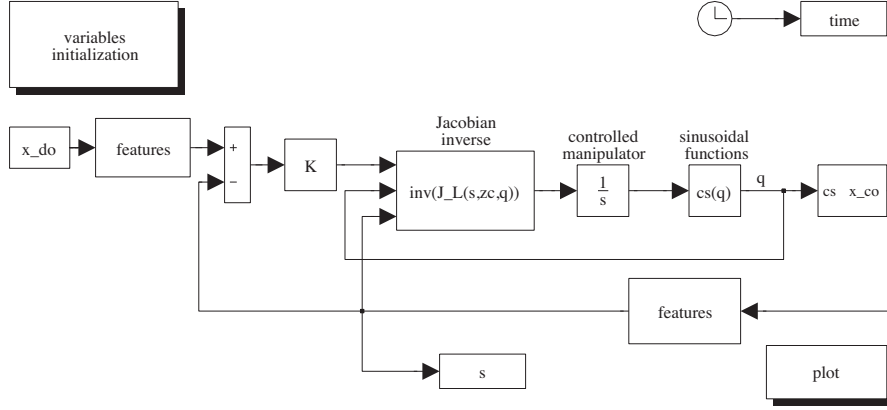 variables
initialization
time
x_do
features
+
−
K
Jacobian
inverse
inv(J_L(s,zc,q))
controlled
manipulator
1
s
sinusoidal
functions
cs(q)
q
cs x_co
features
s
plot